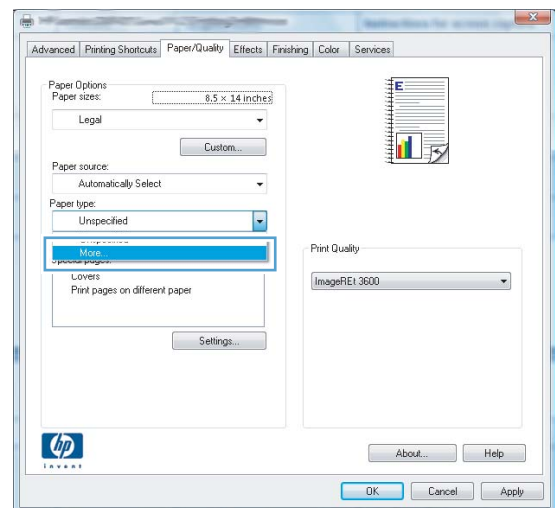 Advanced Printing Shortcuts Paper/Quality Effects Finishing Color Services
Paper Options
Paper sizes: 8.5 × 14 inches
Legal
Custom...
Paper source:
Automatically Select
Paper type:
Unspecified
More...
Covers
Print pages on different paper
Settings...
E
Print Quality
ImageREt 3600
hp
invent
About... Help
OK Cancel Apply